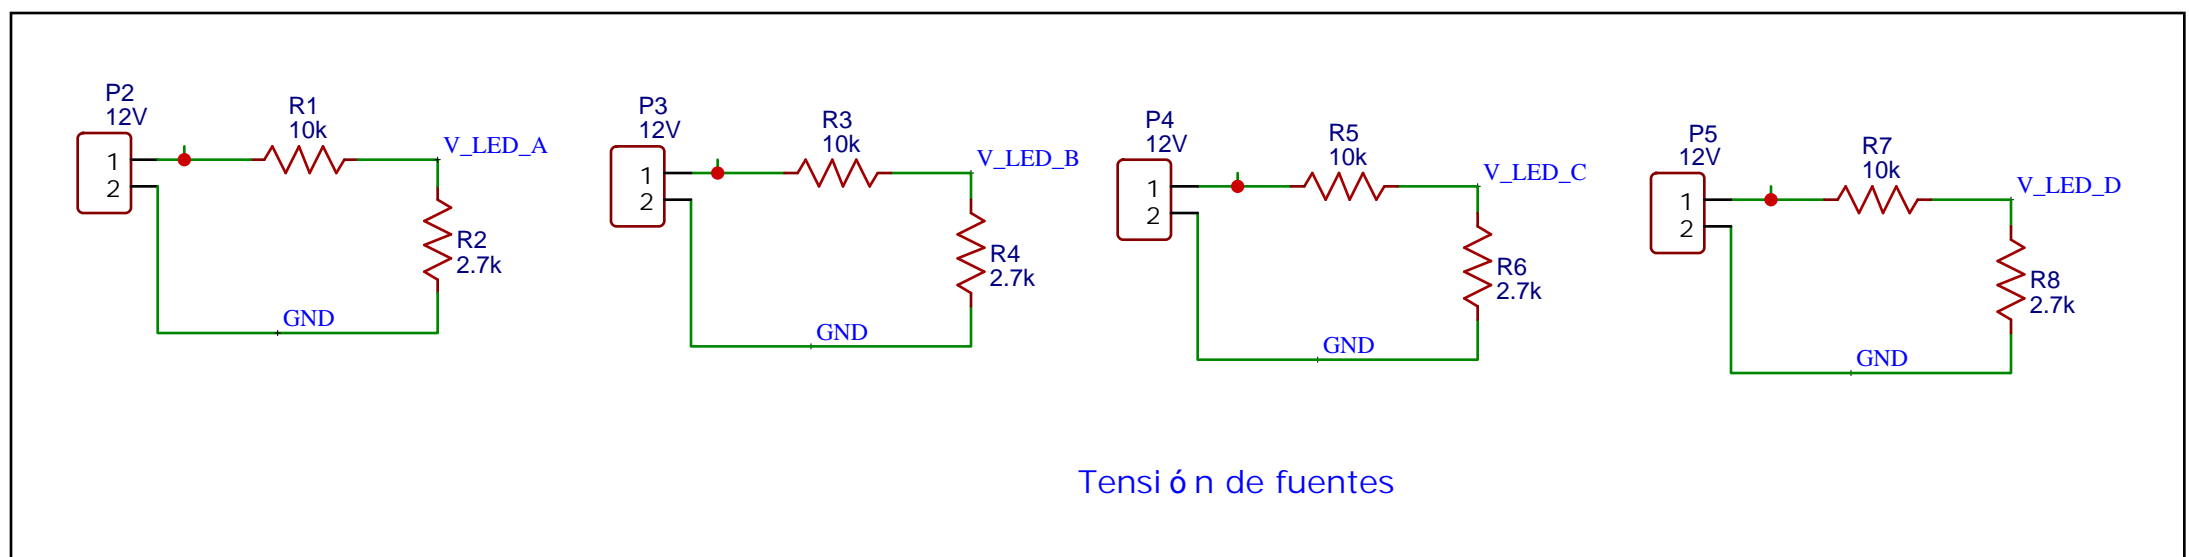 P2
12V
1
2
R1
10k
V_LED_A
R2
2.7k
GND
P3
12V
1
2
R3
10k
V_LED_B
R4
2.7k
GND
P4
12V
1
2
R5
10k
V_LED_C
R6
2.7k
GND
P5
12V
1
2
R7
10k
V_LED_D
R8
2.7k
GND
Tensión de fuentes